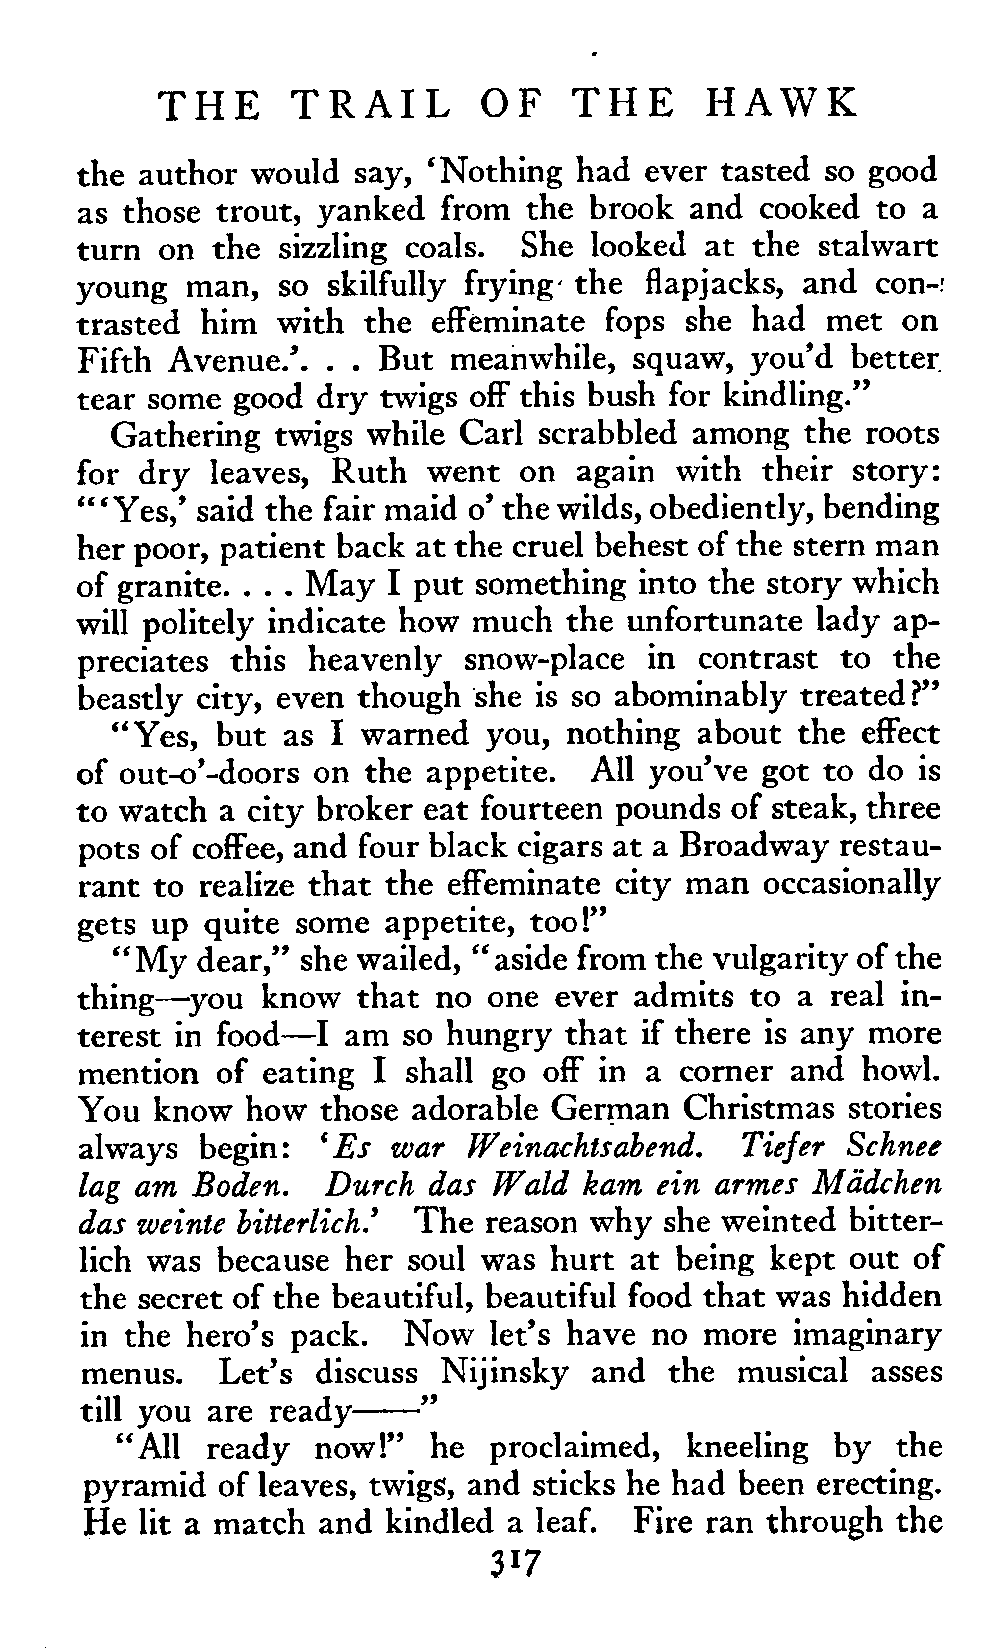 THE TRAIL OF THE HAWK
the author would say, ‘Nothing had ever tasted so good
as those trout, yanked from the brook and cooked to a
turn on the sizzling coals. She looked at the stalwart
young man, so skilfully frying the flapjacks, and con-
trasted him with the effeminate fops she had met on
Fifth Avenue.’. . . But meanwhile, squaw, you’d better
tear some good dry twigs off this bush for kindling.”
Gathering twigs while Carl scrabbled among the roots
for dry leaves, Ruth went on again with their story:
“‘Yes,’ said the fair maid o’ the wilds, obediently, bending
her poor, patient back at the cruel behest of the stern man
of granite. . . . May I put something into the story which
will politely indicate how much the unfortunate lady ap-
preciates this heavenly snow-place in contrast to the
beastly city, even though she is so abominably treated?”
“Yes, but as I warned you, nothing about the effect
of out-o’-doors on the appetite. All you’ve got to do is
to watch a city broker eat fourteen pounds of steak, three
pots of coffee, and four black cigars at a Broadway restau-
rant to realize that the effeminate city man occasionally
gets up quite some appetite, too!”
“My dear,” she wailed, “aside from the vulgarity of the
thing—you know that no one ever admits to a real in-
terest in food—I am so hungry that if there is any more
mention of eating I shall go off in a corner and howl.
You know how those adorable German Christmas stories
always begin: ‘Es war Weinachtsabend. Tiefer Schnee
lag am Boden. Durch das Wald kam ein armes Mädchen
das weinte bitterlich.’ The reason why she weinted bitter-
lich was because her soul was hurt at being kept out of
the secret of the beautiful, beautiful food that was hidden
in the hero’s pack. Now let’s have no more imaginary
menus. Let’s discuss Nijinsky and the musical asses
till you are ready——”
“All ready now!” he proclaimed, kneeling by the
pyramid of leaves, twigs, and sticks he had been erecting.
He lit a match and kindled a leaf. Fire ran through the
317